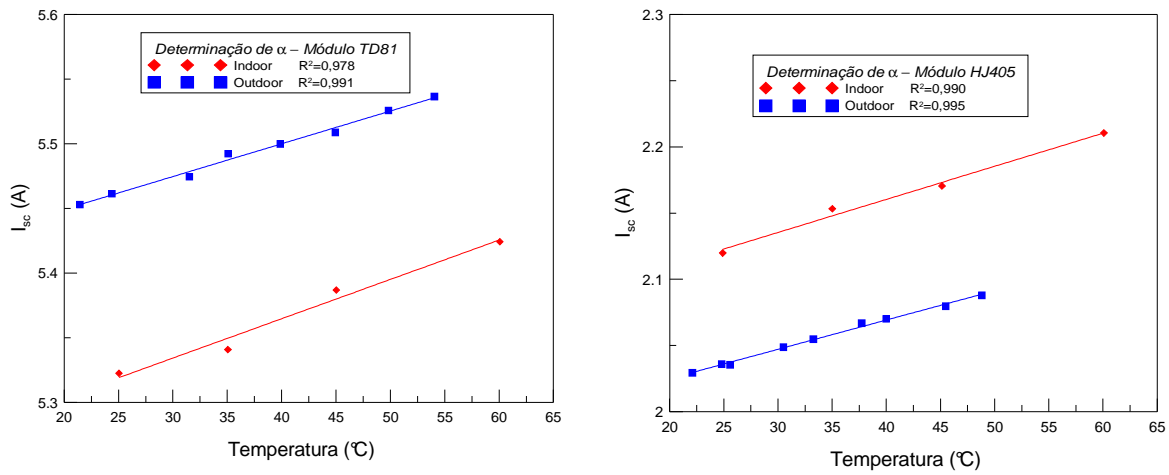 5.6
5.5
5.4
5.3
I sc (A)
Determinação de α – Módulo TD81
Indoor R²=0,978
Outdoor R²=0,991
20 25 30 35 40 45 50 55 60 65
Temperatura (°C)
2.3
2.2
2.1
2
I sc (A)
Determinação de α – Módulo HJ405
Indoor R²=0,990
Outdoor R²=0,995
20 25 30 35 40 45 50 55 60 65
Temperatura (°C)